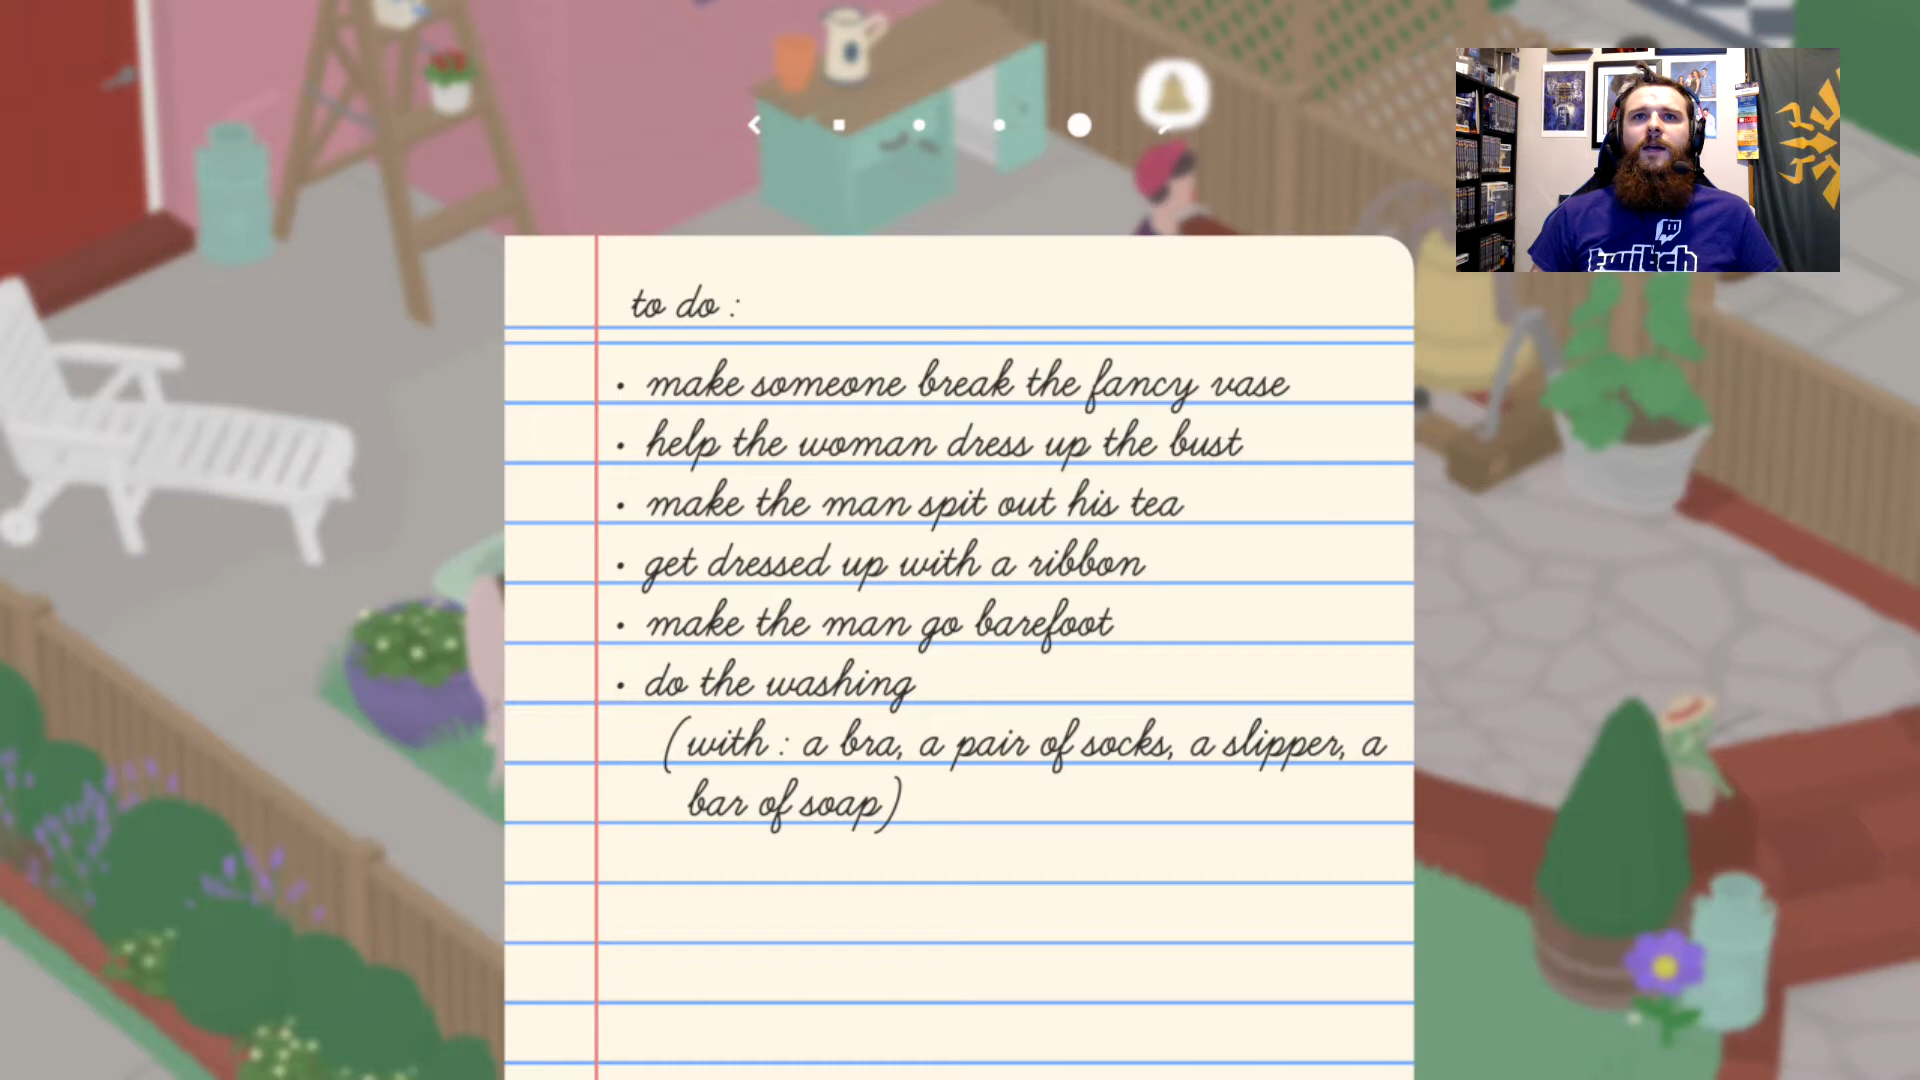 to do :
• make someone break the fancy vase
• help the woman dress up the bust
• make the man spit out his tea
• get dressed up with a ribbon
• make the man go barefoot
• do the washing
(with : a bra, a pair of socks, a slipper, a
bar of soap)
twitch